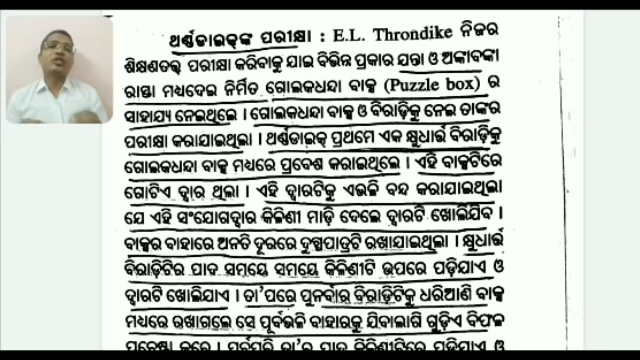 ଥର୍ଣ୍ଡଡାଇକ୍‌ଙ୍କ ପରୀକ୍ଷା : E.L. Throndike ନିଜର
ଶିକ୍ଷଣତତ୍ତ୍ୱ ପରୀକ୍ଷା କରିବାକୁ ଯାଇ ବିଭିନ୍ନ ପ୍ରକାର ଯନ୍ତା ଓ ଅଙ୍କାବଙ୍କା
ରାସ୍ତା ମଧ୍ୟଦେଇ ନିର୍ମିତ ଗୋଲକଧନ୍ଦା ବାକ୍ସ (Puzzle box) ର
ସାହାଯ୍ୟ ନେଇଥିଲେ । ଗୋଲକଧନ୍ଦା ବାକ୍ସ ଓ ବିରାଡ଼ିକୁ ନେଇ ତାଙ୍କର
ପରୀକ୍ଷା କରାଯାଇଥିଲା । ଥର୍ଣ୍ଡଡାଇକ୍ ପ୍ରଥମେ ଏକ କ୍ଷୁଧାର୍ତ୍ତ ବିରାଡ଼ିକୁ
ଗୋଲକଧନ୍ଦା ବାକ୍ସ ମଧ୍ୟରେ ପ୍ରବେଶ କରାଇଥିଲେ । ଏହି ବାକ୍ସଟିରେ
ଗୋଟିଏ ଦ୍ୱାର ଥିଲା । ଏହି ଦ୍ୱାରଟିକୁ ଏଭଳି ବନ୍ଦ କରାଯାଇଥିଲା
ଯେ ଏହି ସଂଯୋଗଦ୍ୱାର କିଳିଣୀ ମାଡ଼ି ଦେଲେ ଦ୍ୱାରଟି ଖୋଲିଯିବ ।
ବାକ୍ସର ବାହାରେ ଅନତି ଦୂରରେ ଦୁଗ୍ଧପାତ୍ରଟି ରଖାଯାଇଥିଲା । କ୍ଷୁଧାର୍ତ୍ତ
ବିରାଡ଼ିଟିର ପାଦ ସମୟେ ସମୟେ କିଳିଣୀଟି ଉପରେ ପଡ଼ିଯାଏ ଓ
ଦ୍ୱାରଟି ଖୋଲିଯାଏ । ତା'ପରେ ପୁନର୍ବାର ବିରାଡ଼ିଟିକୁ ଧରିଆଣି ବାକ୍ସ
ମଧ୍ୟରେ ରଖାଗଲେ ସେ ପୂର୍ବଭଳି ବାହାରକୁ ଯିବାଲାଗି ଗୁଡ଼ିଏ ବିଫଳ